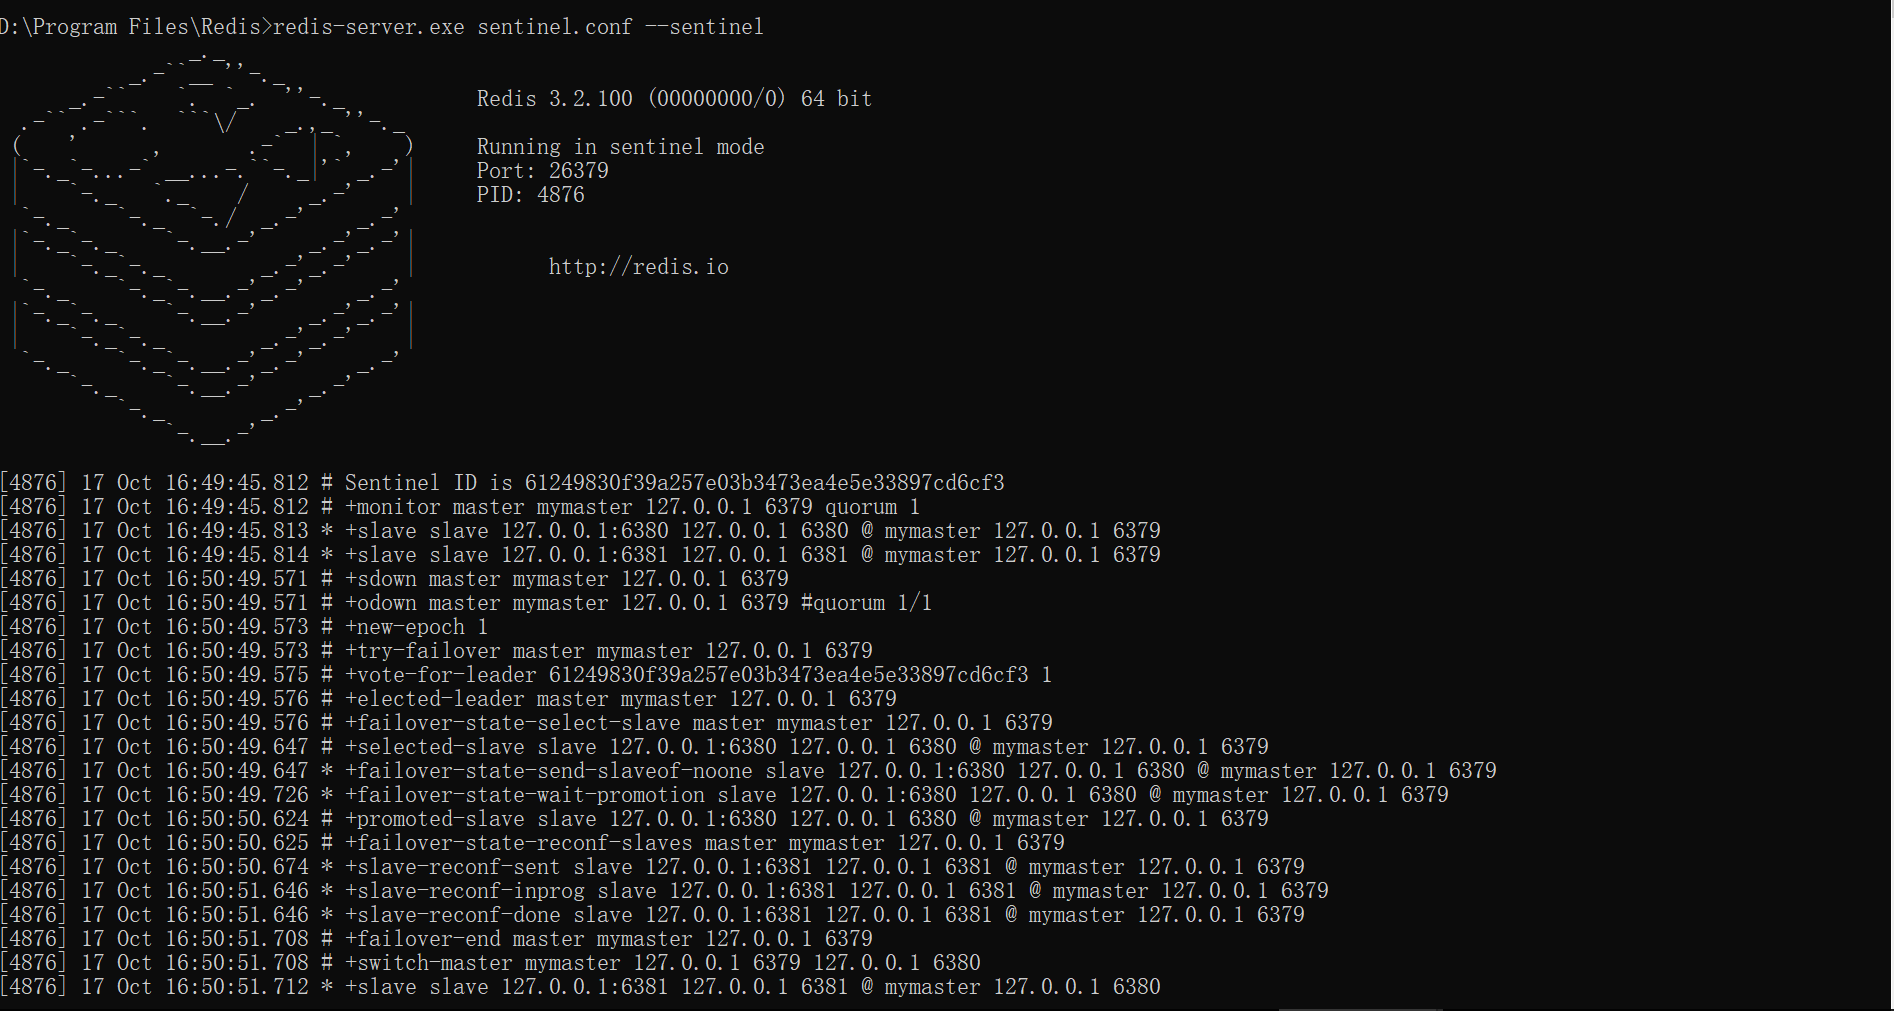 D:\Program Files\Redis>redis-server.exe sentinel.conf --sentinel
Redis 3.2.100 (00000000/0) 64 bit
Running in sentinel mode
Port: 26379
PID: 4876
http://redis.io
[4876] 17 Oct 16:49:45.812 # Sentinel ID is 61249830f39a257e03b3473ea4e5e33897cd6cf3
[4876] 17 Oct 16:49:45.812 # +monitor master mymaster 127.0.0.1 6379 quorum 1
[4876] 17 Oct 16:49:45.813 * +slave slave 127.0.0.1:6380 127.0.0.1 6380 @ mymaster 127.0.0.1 6379
[4876] 17 Oct 16:49:45.814 * +slave slave 127.0.0.1:6381 127.0.0.1 6381 @ mymaster 127.0.0.1 6379
[4876] 17 Oct 16:50:49.571 # +sdown master mymaster 127.0.0.1 6379
[4876] 17 Oct 16:50:49.571 # +odown master mymaster 127.0.0.1 6379 #quorum 1/1
[4876] 17 Oct 16:50:49.573 # +new-epoch 1
[4876] 17 Oct 16:50:49.573 # +try-failover master mymaster 127.0.0.1 6379
[4876] 17 Oct 16:50:49.575 # +vote-for-leader 61249830f39a257e03b3473ea4e5e33897cd6cf3 1
[4876] 17 Oct 16:50:49.576 # +elected-leader master mymaster 127.0.0.1 6379
[4876] 17 Oct 16:50:49.576 # +failover-state-select-slave master mymaster 127.0.0.1 6379
[4876] 17 Oct 16:50:49.647 # +selected-slave slave 127.0.0.1:6380 127.0.0.1 6380 @ mymaster 127.0.0.1 6379
[4876] 17 Oct 16:50:49.647 * +failover-state-send-slaveof-noone slave 127.0.0.1:6380 127.0.0.1 6380 @ mymaster 127.0.0.1 6379
[4876] 17 Oct 16:50:49.726 * +failover-state-wait-promotion slave 127.0.0.1:6380 127.0.0.1 6380 @ mymaster 127.0.0.1 6379
[4876] 17 Oct 16:50:50.624 # +promoted-slave slave 127.0.0.1:6380 127.0.0.1 6380 @ mymaster 127.0.0.1 6379
[4876] 17 Oct 16:50:50.625 # +failover-state-reconf-slaves master mymaster 127.0.0.1 6379
[4876] 17 Oct 16:50:50.674 * +slave-reconf-sent slave 127.0.0.1:6381 127.0.0.1 6381 @ mymaster 127.0.0.1 6379
[4876] 17 Oct 16:50:51.646 * +slave-reconf-inprog slave 127.0.0.1:6381 127.0.0.1 6381 @ mymaster 127.0.0.1 6379
[4876] 17 Oct 16:50:51.646 * +slave-reconf-done slave 127.0.0.1:6381 127.0.0.1 6381 @ mymaster 127.0.0.1 6379
[4876] 17 Oct 16:50:51.708 # +failover-end master mymaster 127.0.0.1 6379
[4876] 17 Oct 16:50:51.708 # +switch-master mymaster 127.0.0.1 6379 127.0.0.1 6380
[4876] 17 Oct 16:50:51.712 * +slave slave 127.0.0.1:6381 127.0.0.1 6381 @ mymaster 127.0.0.1 6380